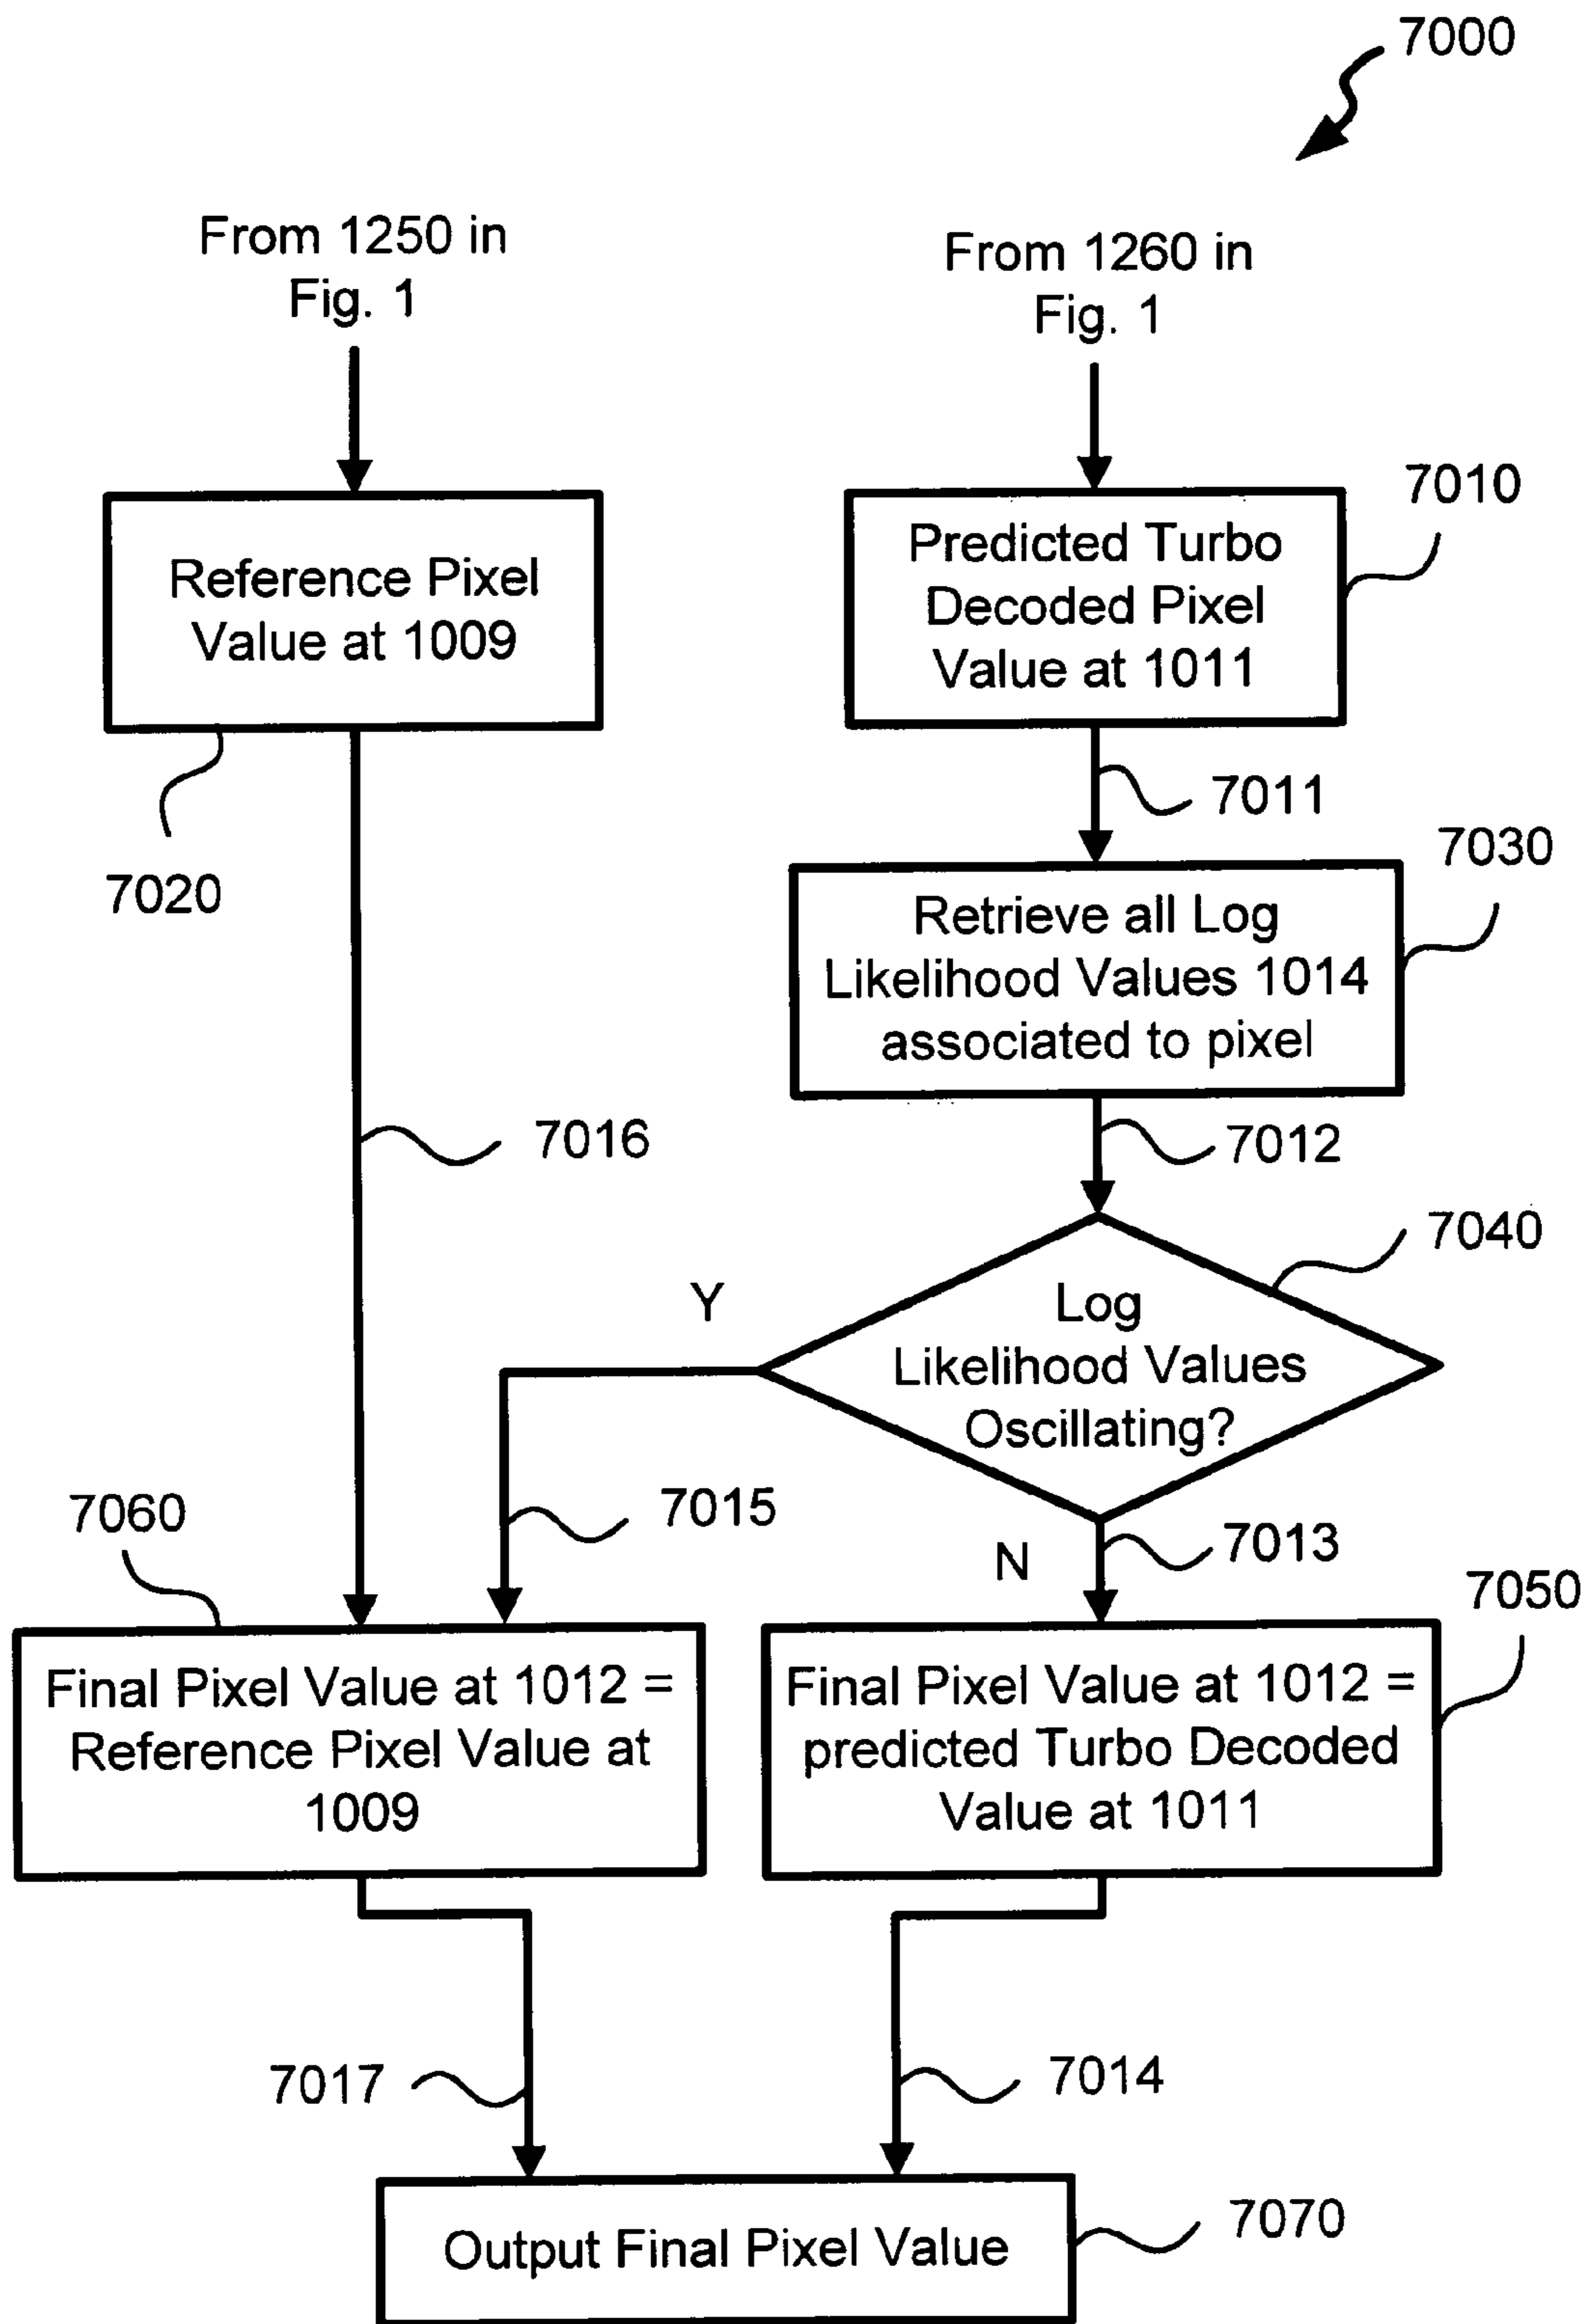 7000
From 1250 in
Fig. 1
From 1260 in
Fig. 1
7010
Reference Pixel
Value at 1009
Predicted Turbo
Decoded Pixel
Value at 1011
7011
7020
7030
Retrieve all Log
Likelihood Values 1014
associated to pixel
7016
7012
7040
Y
Log
Likelihood Values
Oscillating?
7060
7015
N
7013
7050
Final Pixel Value at 1012 =
Reference Pixel Value at
1009
Final Pixel Value at 1012 =
predicted Turbo Decoded
Value at 1011
7017
7014
Output Final Pixel Value
7070